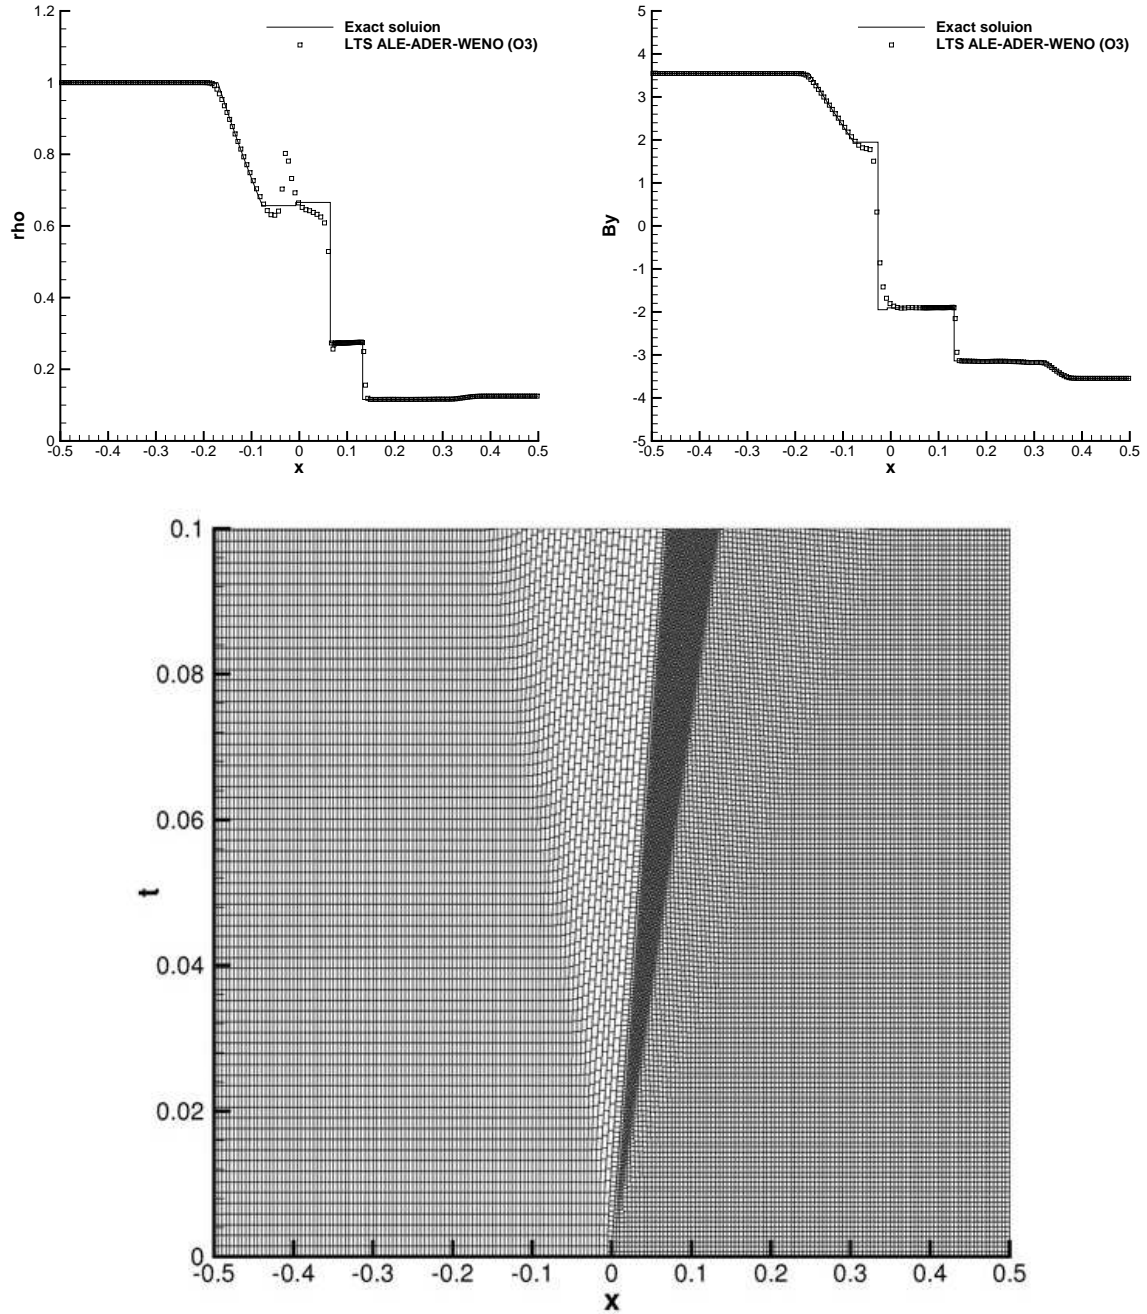 Exact soluion
LTS ALE-ADER-WENO (O3)
rho
1.2
1
0.8
0.6
0.4
0.2
0
-0.5 -0.4 -0.3 -0.2 -0.1 0 0.1 0.2 0.3 0.4 0.5
x
Exact soluion
LTS ALE-ADER-WENO (O3)
By
5
4
3
2
1
0
-1
-2
-3
-4
-5
-0.5 -0.4 -0.3 -0.2 -0.1 0 0.1 0.2 0.3 0.4 0.5
x
t
0.1
0.08
0.06
0.04
0.02
0
-0.5 -0.4 -0.3 -0.2 -0.1 0 0.1 0.2 0.3 0.4 0.5
x